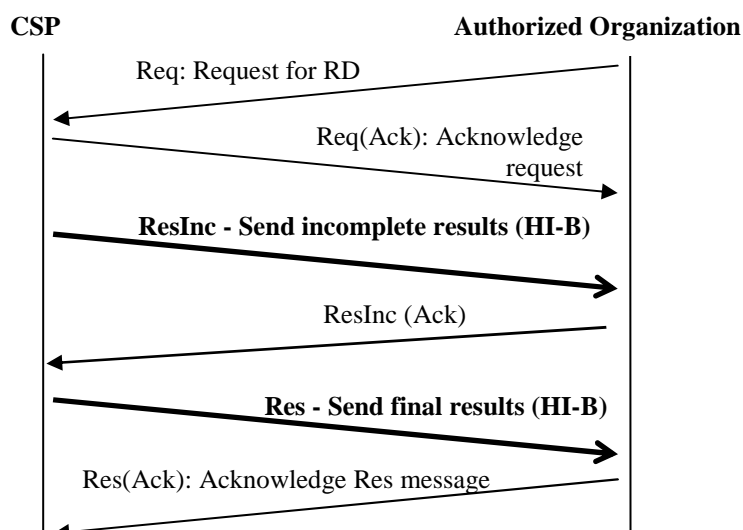 CSP Authorized Organization
Req: Request for RD
Req(Ack): Acknowledge
request
ResInc - Send incomplete results (HI-B)
ResInc (Ack)
Res - Send final results (HI-B)
Res(Ack): Acknowledge Res message